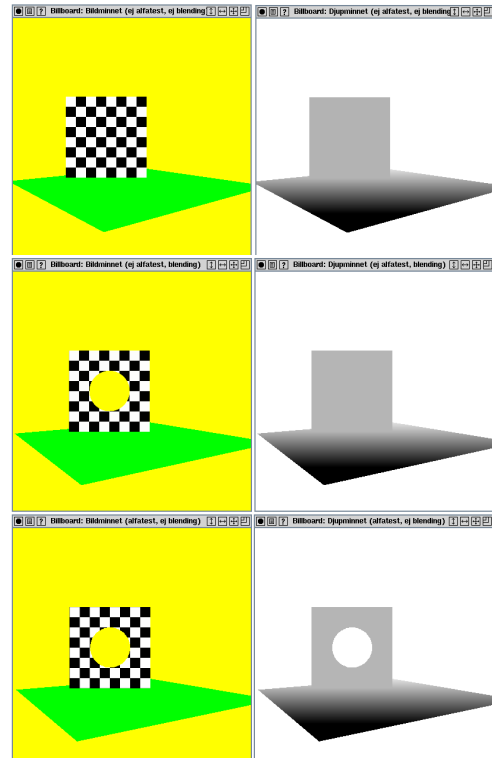 ? Billboard: Bildminnet (ej alfatest, ej blending
? Billboard: Djupminnet (ej alfatest, ej blending
? Billboard: Bildminnet (ej alfatest, blending)
? Billboard: Djupminnet (ej alfatest, blending)
? Billboard: Bildminnet (alfatest, ej blending)
? Billboard: Djupminnet (alfatest, ej blending)